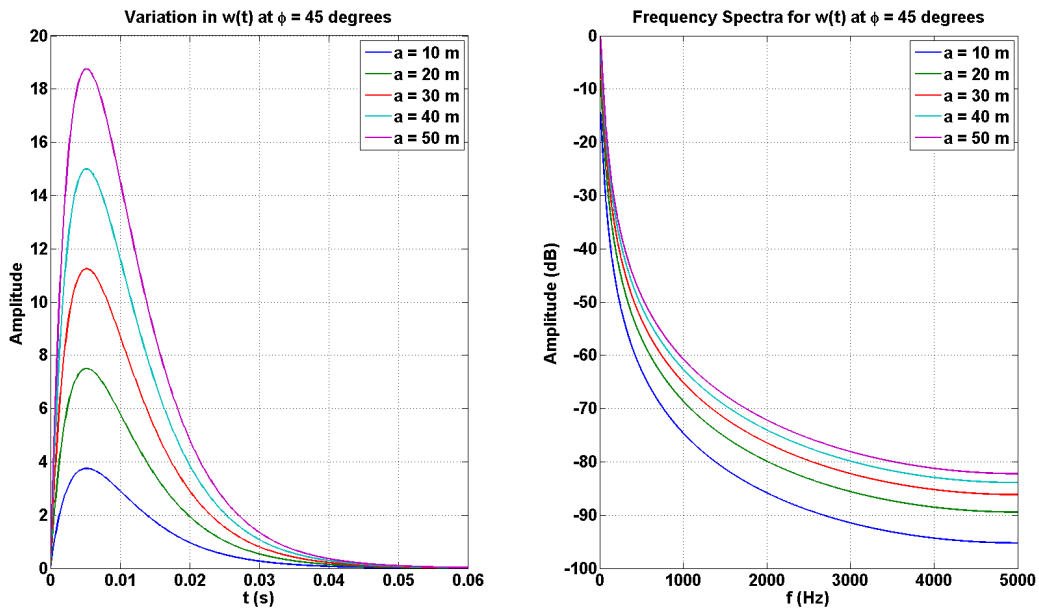 Variation in w(t) at ϕ = 45 degrees
20
18
16
14
12
10
8
6
4
2
0
Amplitude
0
0.01
0.02
0.03
0.04
0.05
0.06
t (s)
a = 10 m
a = 20 m
a = 30 m
a = 40 m
a = 50 m
Frequency Spectra for w(t) at ϕ = 45 degrees
0
-10
-20
-30
-40
-50
-60
-70
-80
-90
-100
Amplitude (dB)
0
1000
2000
3000
4000
5000
f (Hz)
a = 10 m
a = 20 m
a = 30 m
a = 40 m
a = 50 m